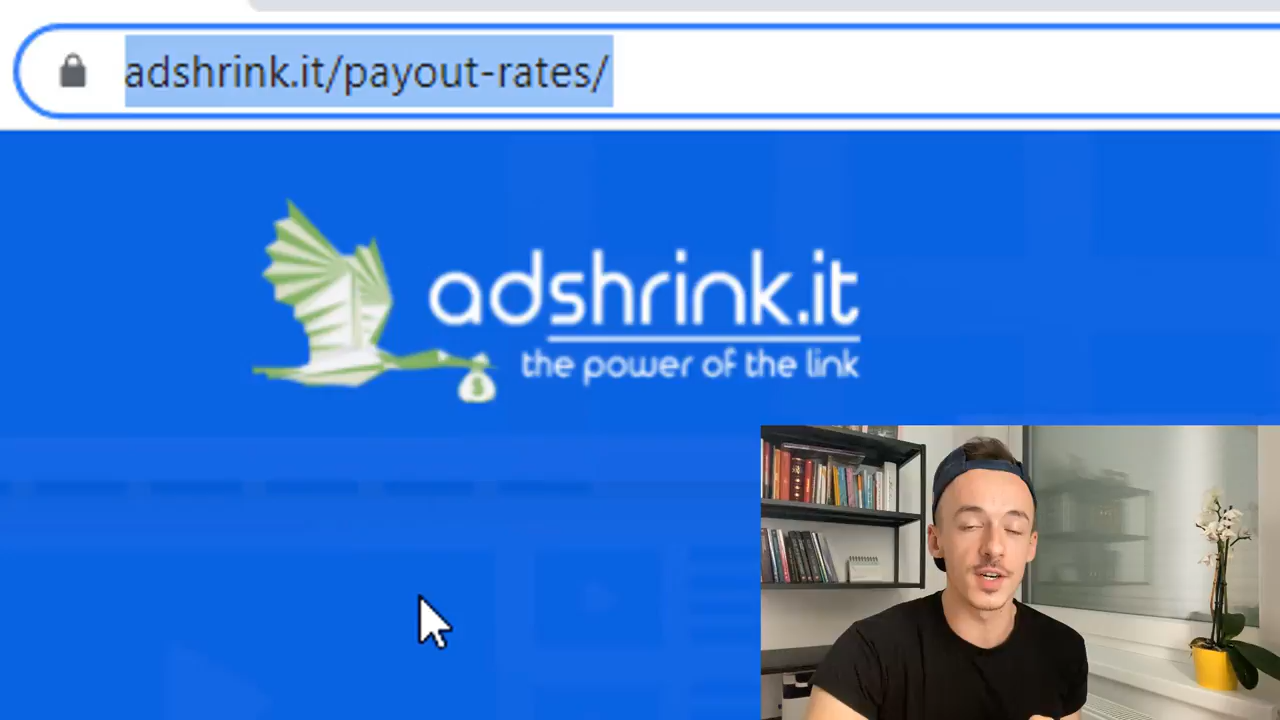 adshrink.it/payout-rates/
adshrink.it
the power of the link